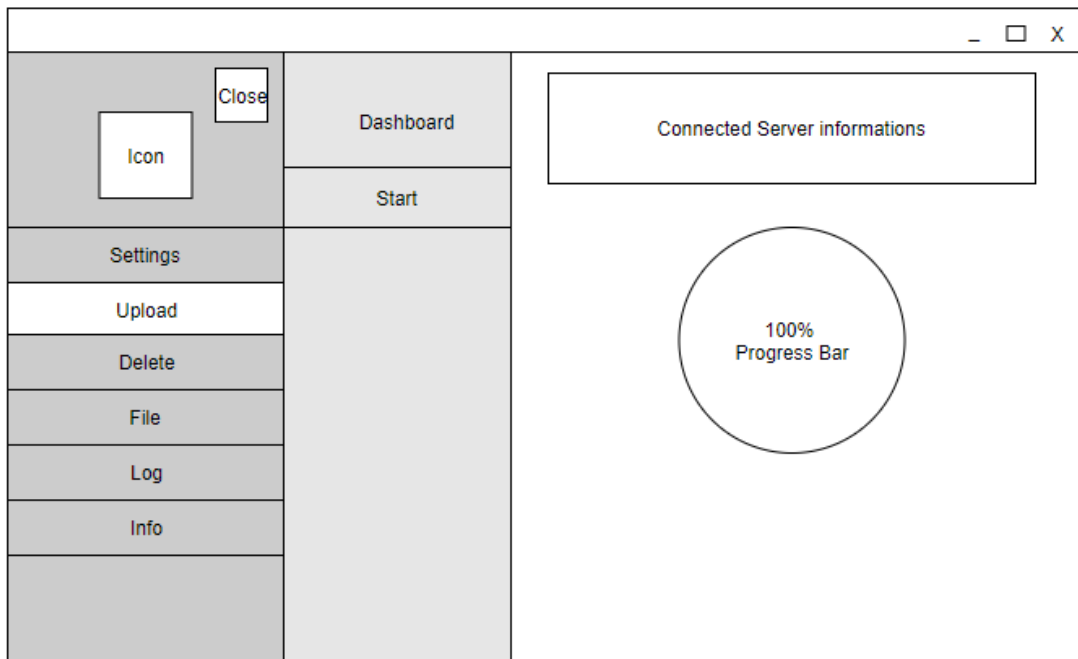 _ X
Close
Icon
Settings
Upload
Delete
File
Log
Info
Dashboard
Start
Connected Server informations
100%
Progress Bar